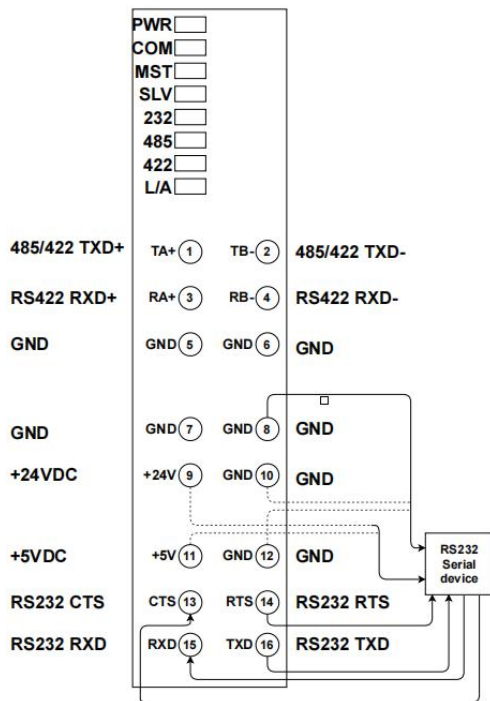 PWR
COM
MST
SLV
232
485
422
L/A
485/422 TXD+ TA+ 1 TB- 2 485/422 TXD-
RS422 RXD+ RA+ 3 RB- 4 RS422 RXD-
GND GND 5 GND 6 GND
GND GND 7 GND 8 GND
+24VDC +24V 9 GND 10 GND
+5VDC +5V 11 GND 12 GND
RS232
Serial
device
RS232 CTS CTS 13 RTS 14 RS232 RTS
RS232 RXD RXD 15 TXD 16 RS232 TXD